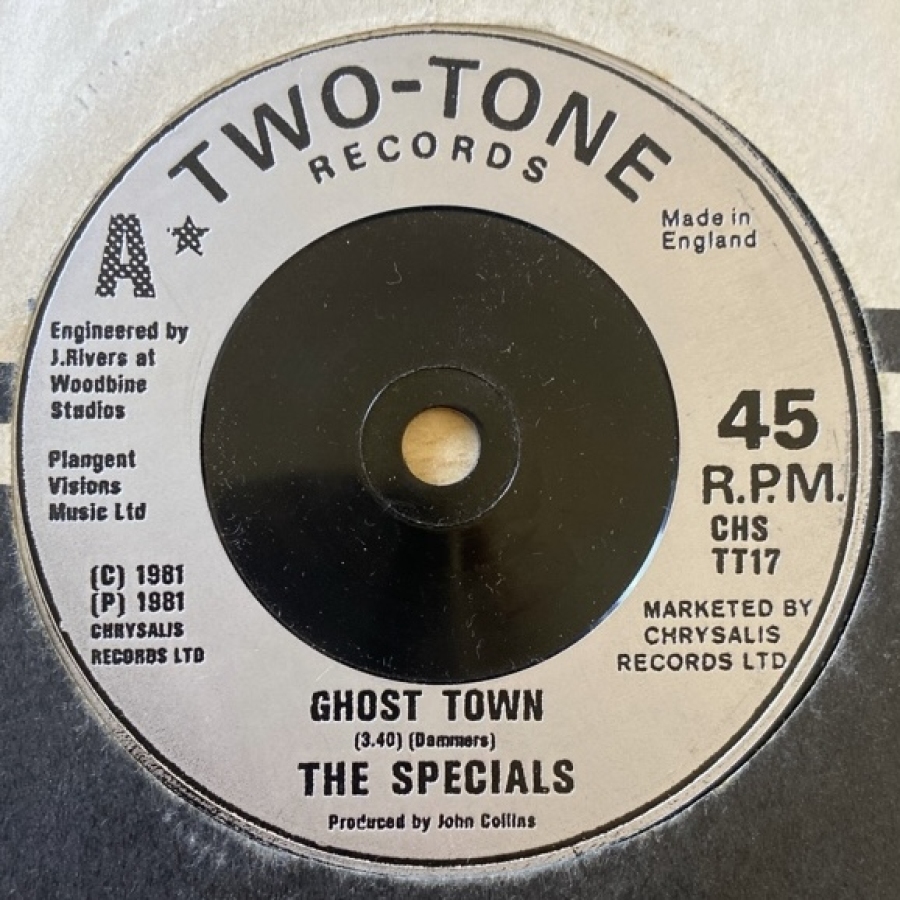 TWO-TONE
RECORDS
A
Made in
England
Engineered by
J.Rivers at
Woodbine
Studios
Plangent
Visions
Music Ltd
(C) 1981
(P) 1981
CHRYSALIS
RECORDS LTD
45
R.P.M.
CHS
TT17
MARKETED BY
CHRYSALIS
RECORDS LTD
GHOST TOWN
(3.40) (Dammers)
THE SPECIALS
Produced by John Collins